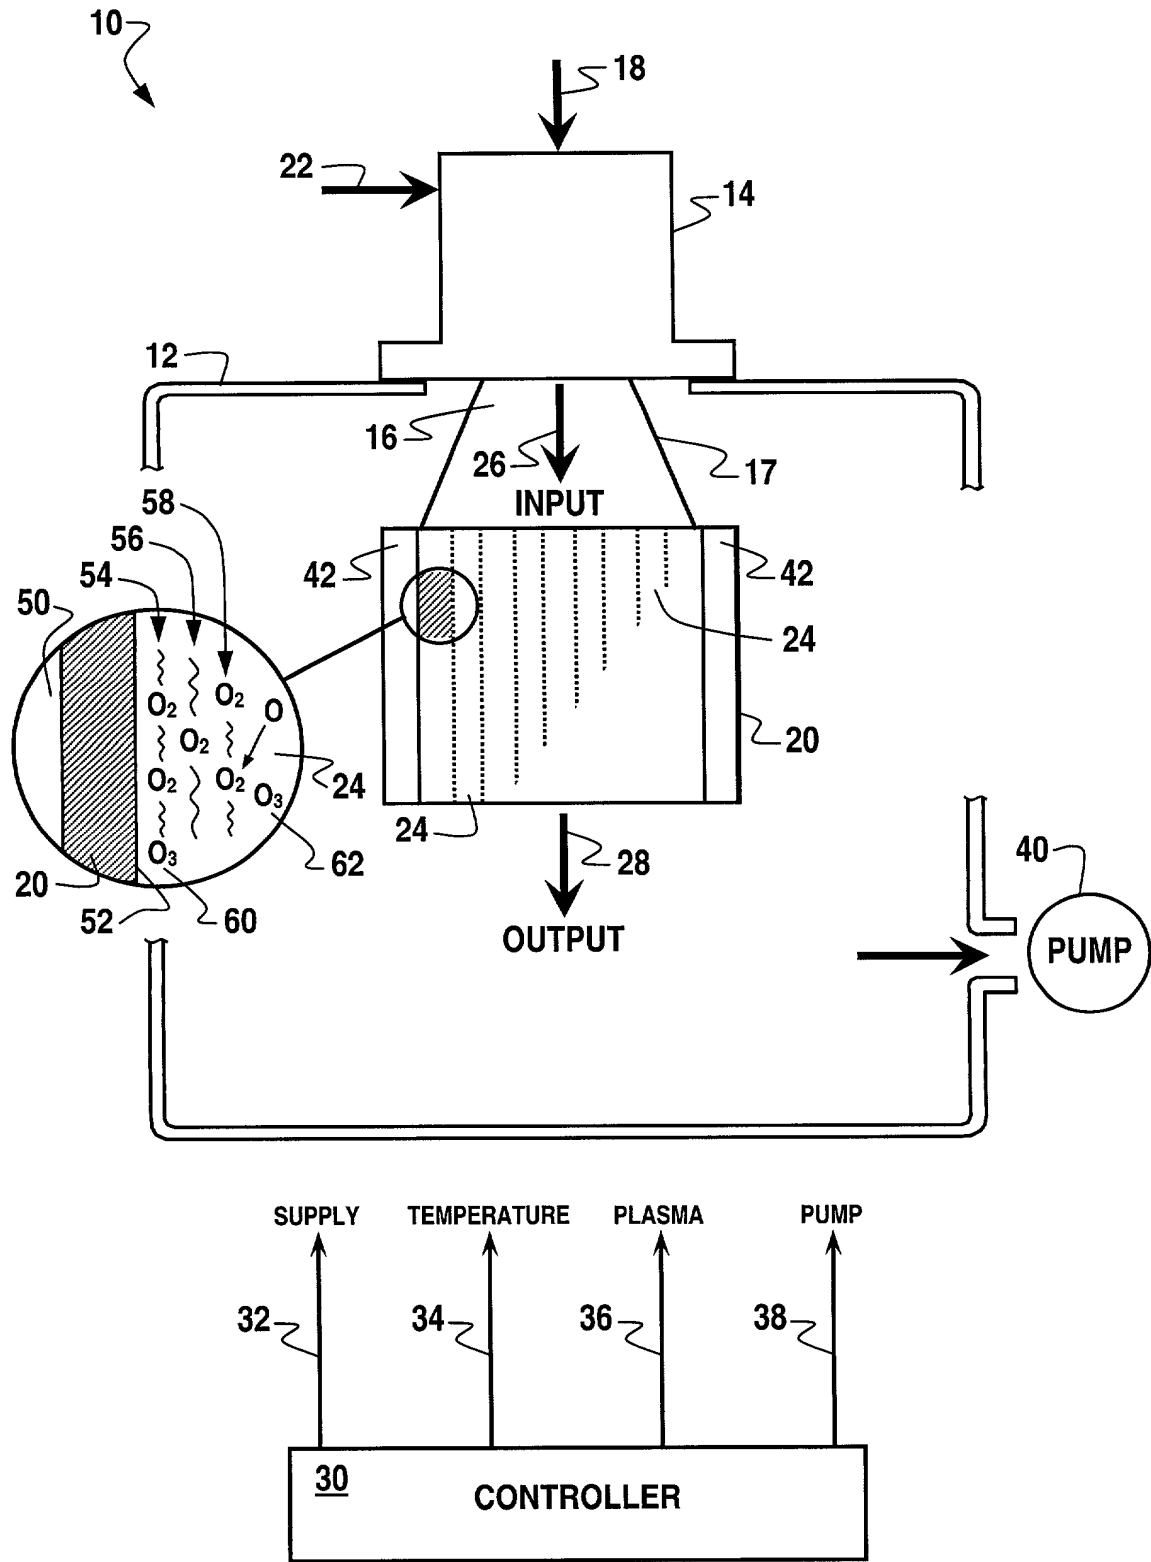 10
18
22
14
12
16
26
17
INPUT
58
56
54
50
42
42
24
O₂
O₂
O
O₂
O₂
O₂
24
O₃
O₃
20
52
60
62
24
20
28
OUTPUT
40
PUMP
SUPPLY TEMPERATURE PLASMA PUMP
32 34 36 38
30
CONTROLLER